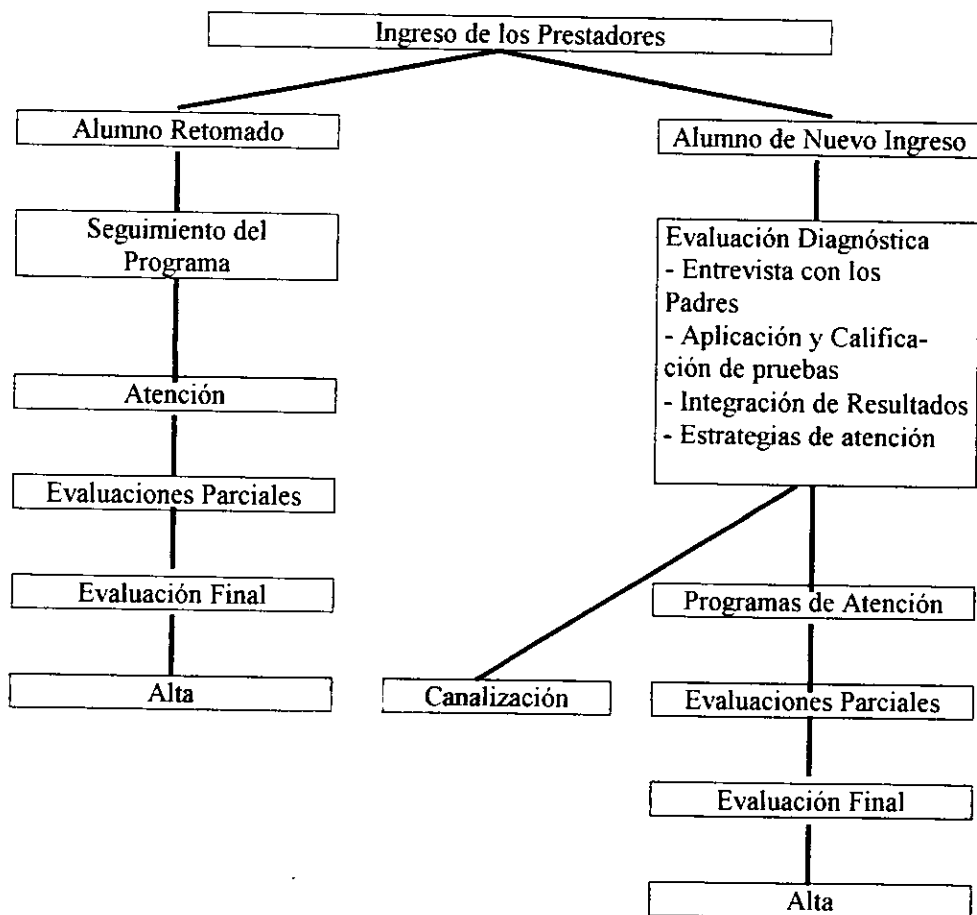 Ingreso de los Prestadores
Alumno Retomado
Alumno de Nuevo Ingreso
Seguimiento del
Programa
Evaluación Diagnóstica
- Entrevista con los
Padres
- Aplicación y Califica-
ción de pruebas
- Integración de Resultados
- Estrategias de atención
Atención
Evaluaciones Parciales
Evaluación Final
Alta
Canalización
Programas de Atención
Evaluaciones Parciales
Evaluación Final
Alta